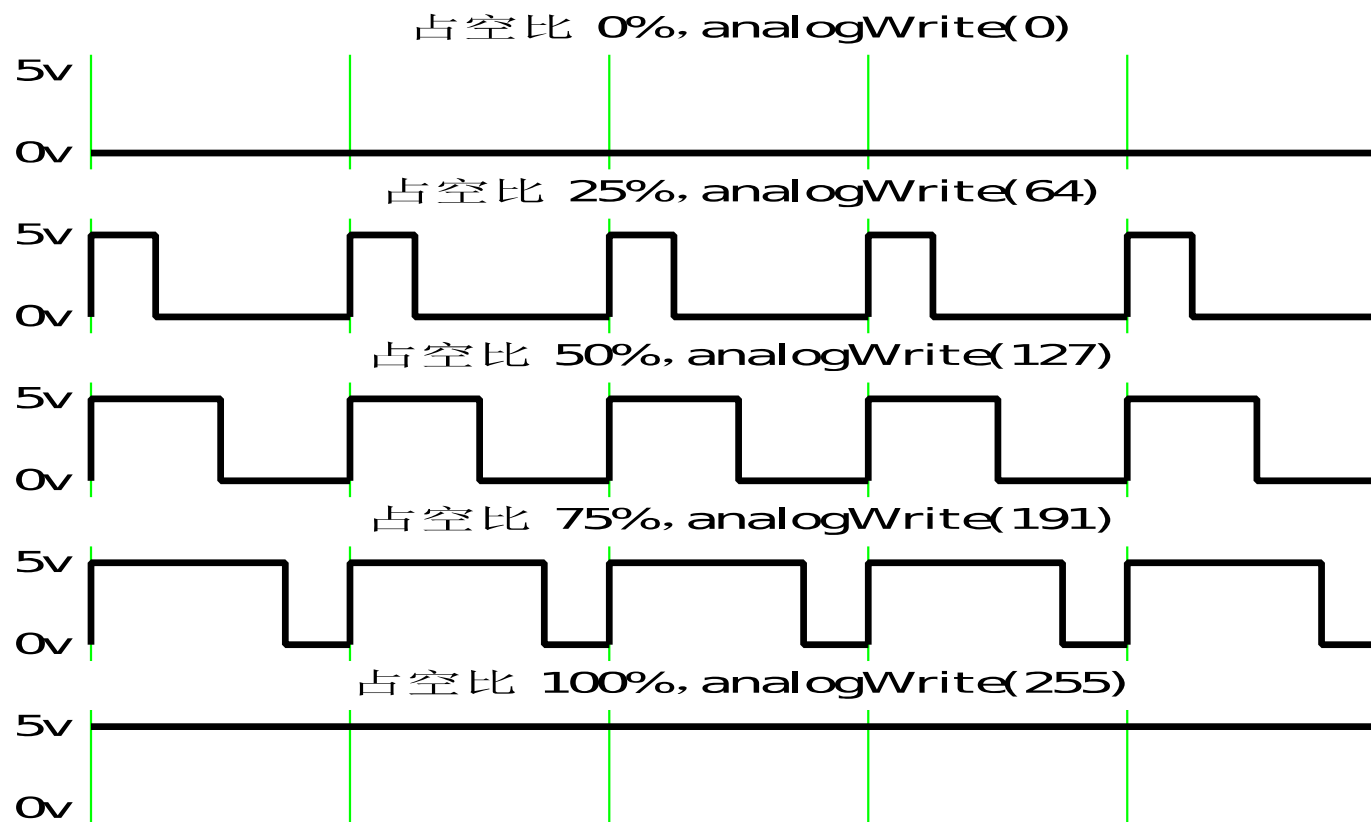 占空比 0%, analogWrite(0)
5v
0v
占空比 25%, analogWrite(64)
5v
0v
占空比 50%, analogWrite(127)
5v
0v
占空比 75%, analogWrite(191)
5v
0v
占空比 100%, analogWrite(255)
5v
0v